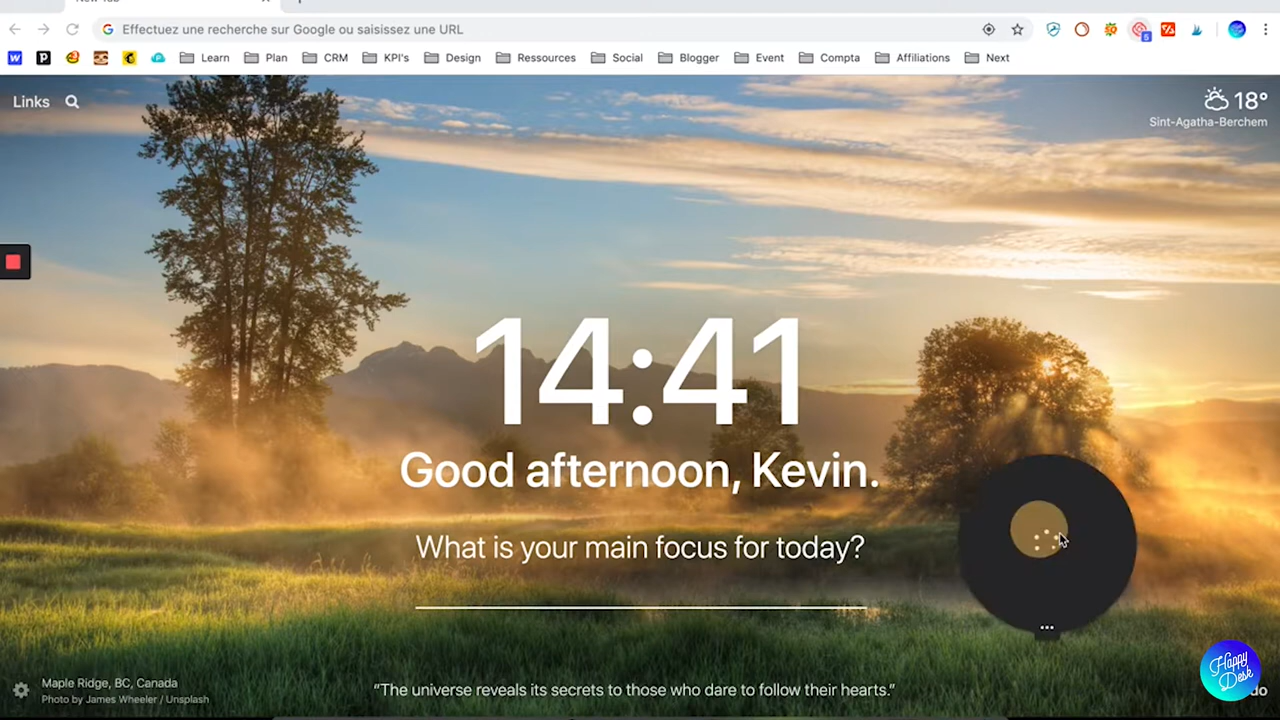 New Tab
Effectuez une recherche sur Google ou saisissez une URL
Learn
Plan
CRM
KPI's
Design
Ressources
Social
Blogger
Event
Compta
Affiliations
Next
Links
18°
Sint-Agatha-Berchem
14:41
Good afternoon, Kevin.
What is your main focus for today?
Maple Ridge, BC, Canada
Photo by James Wheeler / Unsplash
“The universe reveals its secrets to those who dare to follow their hearts.”
Happy
Desk